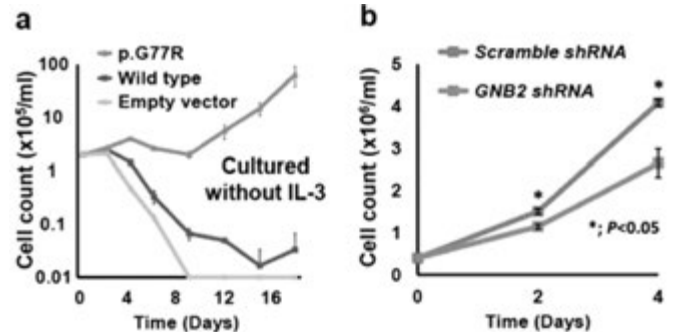 a
p.G77R
Wild type
Empty vector
Cultured
without IL-3
Cell count (x10⁵/ml)
100
10
1
0.1
0.01
0
4
8
12
16
Time (Days)
b
Scramble shRNA
GNB2 shRNA
*
*
*; P<0.05
Cell count (x10⁶/ml)
5
4
3
2
1
0
0
2
4
Time (Days)